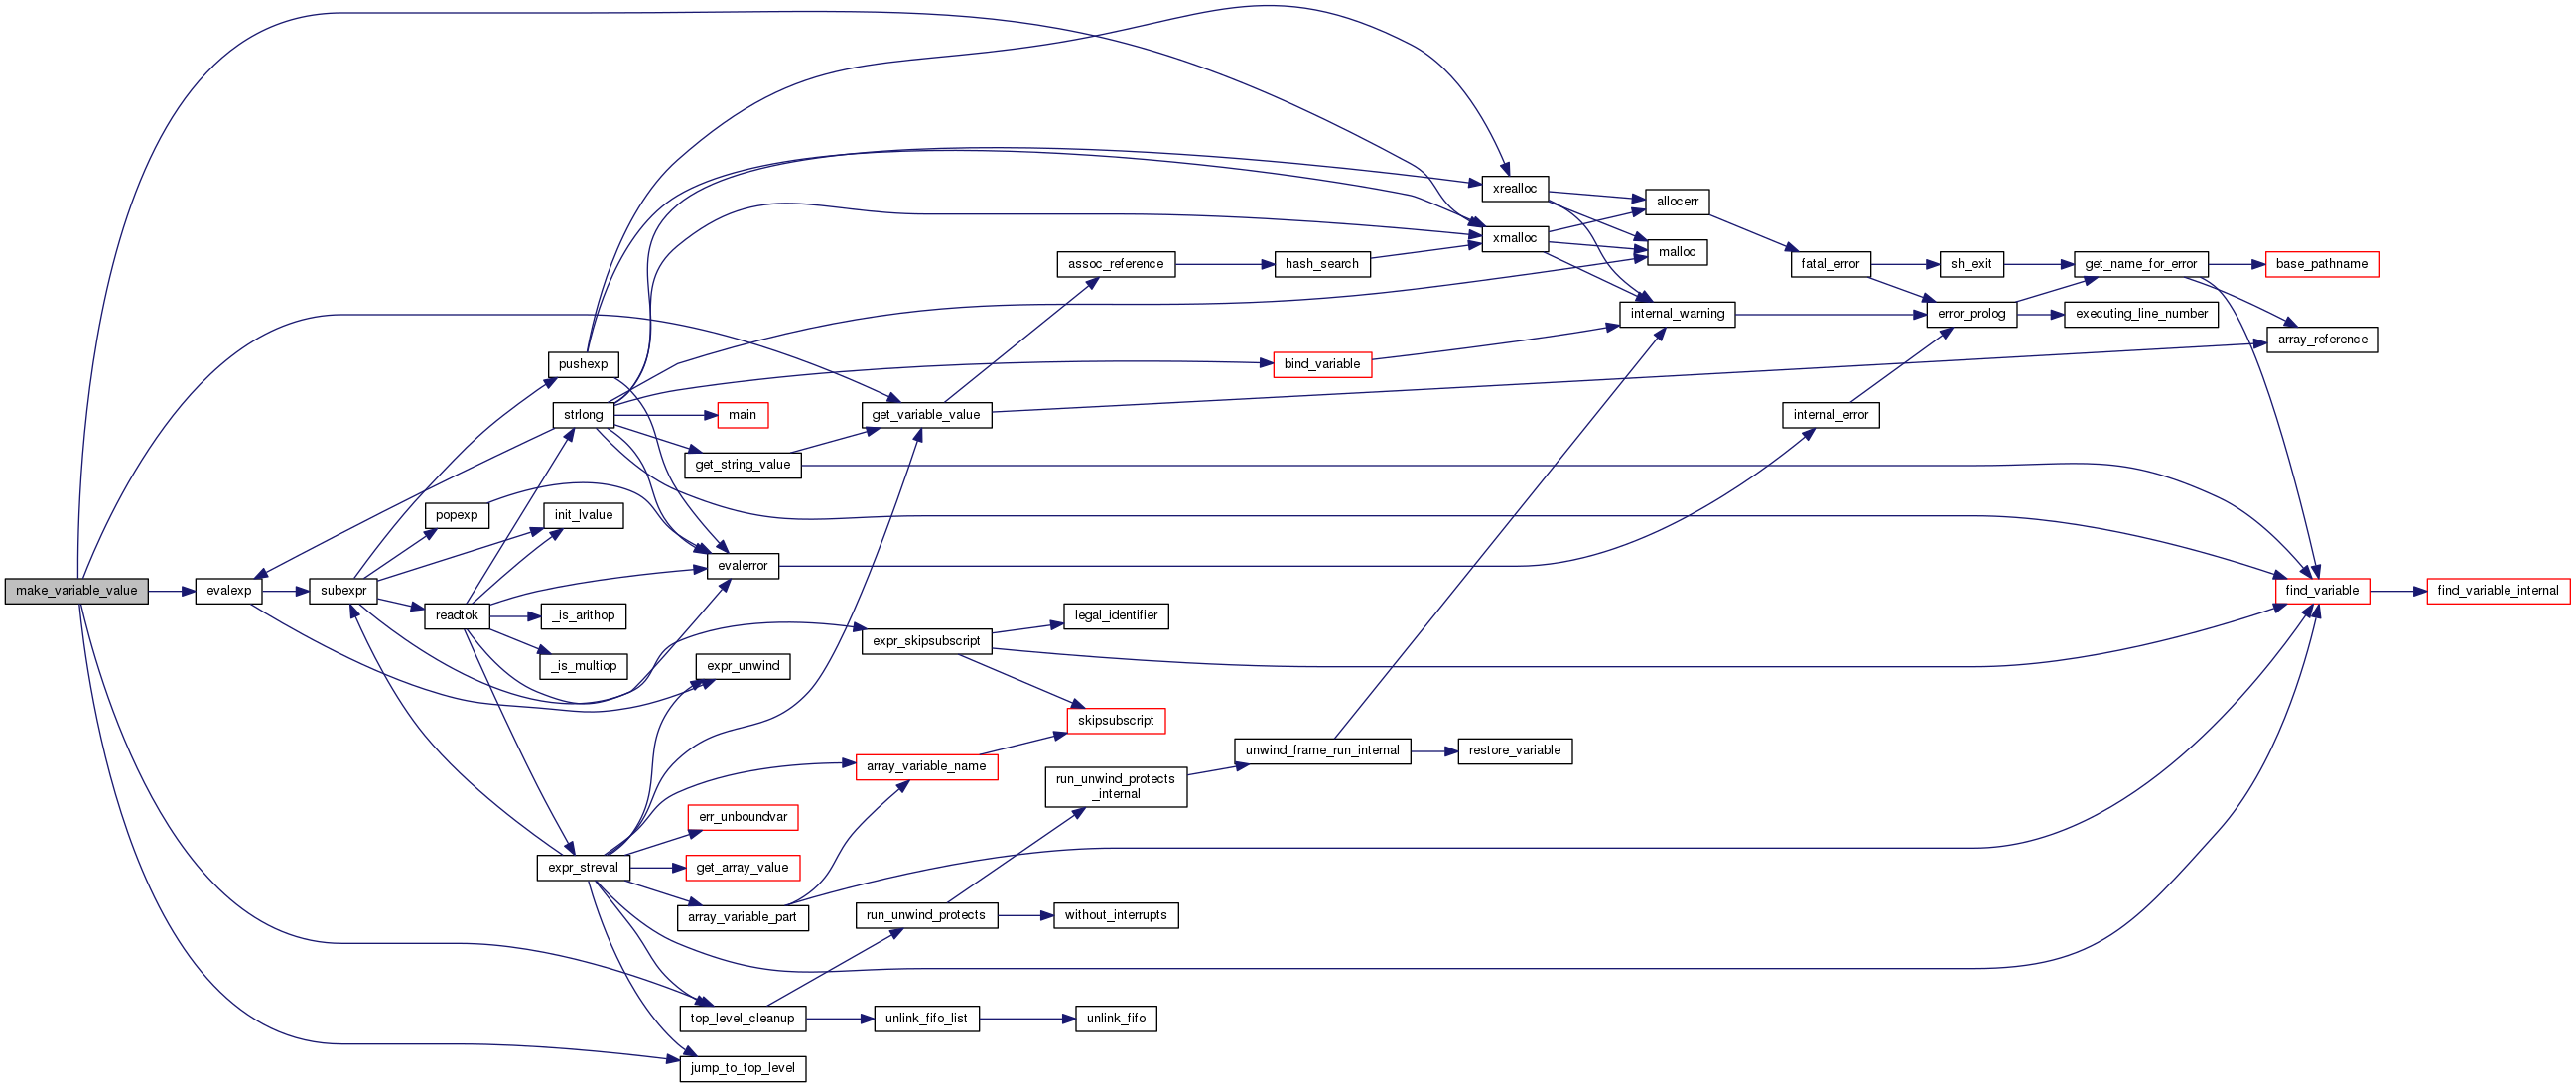 make_variable_value
evalexp
subexpr
pushexp
strlong
popexp
init_lvalue
readtok
_is_arithop
_is_multiop
expr_streval
main
get_string_value
evalerror
expr_unwind
err_unboundvar
get_array_value
array_variable_part
top_level_cleanup
jump_to_top_level
get_variable_value
expr_skipsubscript
array_variable_name
run_unwind_protects
unlink_fifo_list
assoc_reference
legal_identifier
skipsubscript
run_unwind_protects
_internal
without_interrupts
unlink_fifo
hash_search
bind_variable
unwind_frame_run_internal
xrealloc
xmalloc
restore_variable
allocerr
malloc
internal_warning
fatal_error
internal_error
sh_exit
error_prolog
get_name_for_error
executing_line_number
base_pathname
array_reference
find_variable
find_variable_internal